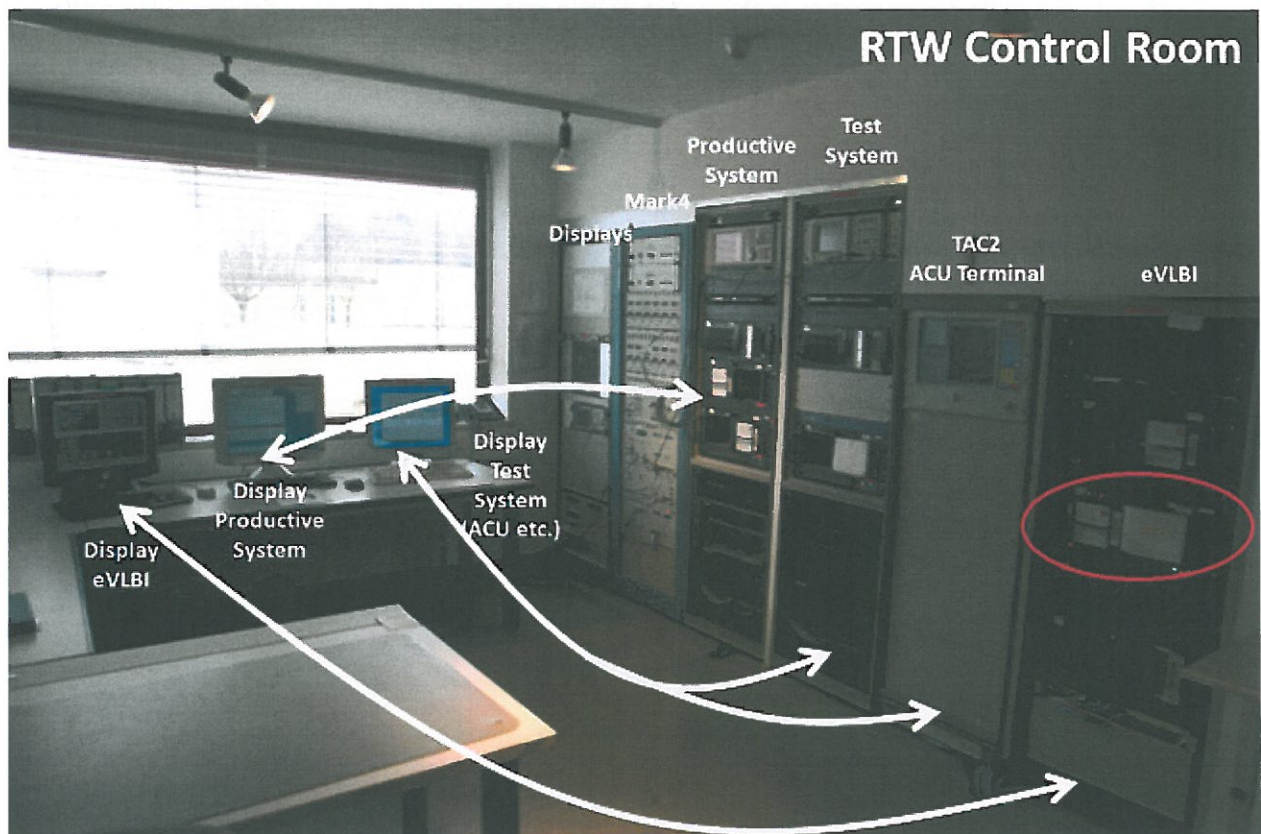 RTW Control Room
Productive
System
Test
System
Mark4
Displays
TAC2
ACU Terminal
eVLBI
Display
Test
System
(ACU etc.)
Display
Productive
System
Display
eVLBI